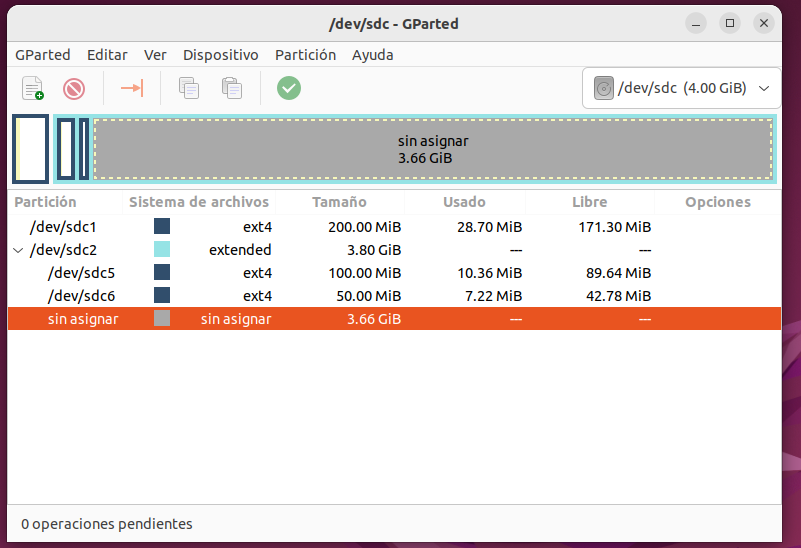 /dev/sdc - GParted
GParted Editar Ver Dispositivo Partición Ayuda
/dev/sdc (4.00 GiB)
sin asignar
3.66 GiB
Partición Sistema de archivos Tamaño Usado Libre Opciones
/dev/sdc1 ext4 200.00 MiB 28.70 MiB 171.30 MiB
/dev/sdc2 extended 3.80 GiB --- ---
/dev/sdc5 ext4 100.00 MiB 10.36 MiB 89.64 MiB
/dev/sdc6 ext4 50.00 MiB 7.22 MiB 42.78 MiB
sin asignar sin asignar 3.66 GiB --- ---
0 operaciones pendientes